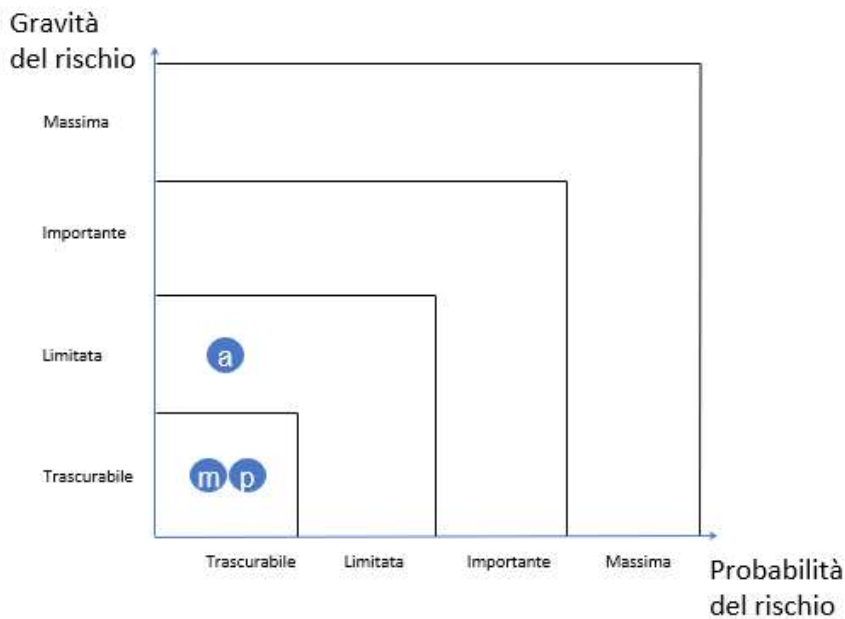 Gravità
del rischio
Massima
Importante
Limitata
a
Trascurabile
m p
Trascurabile Limitata Importante Massima
Probabilità
del rischio